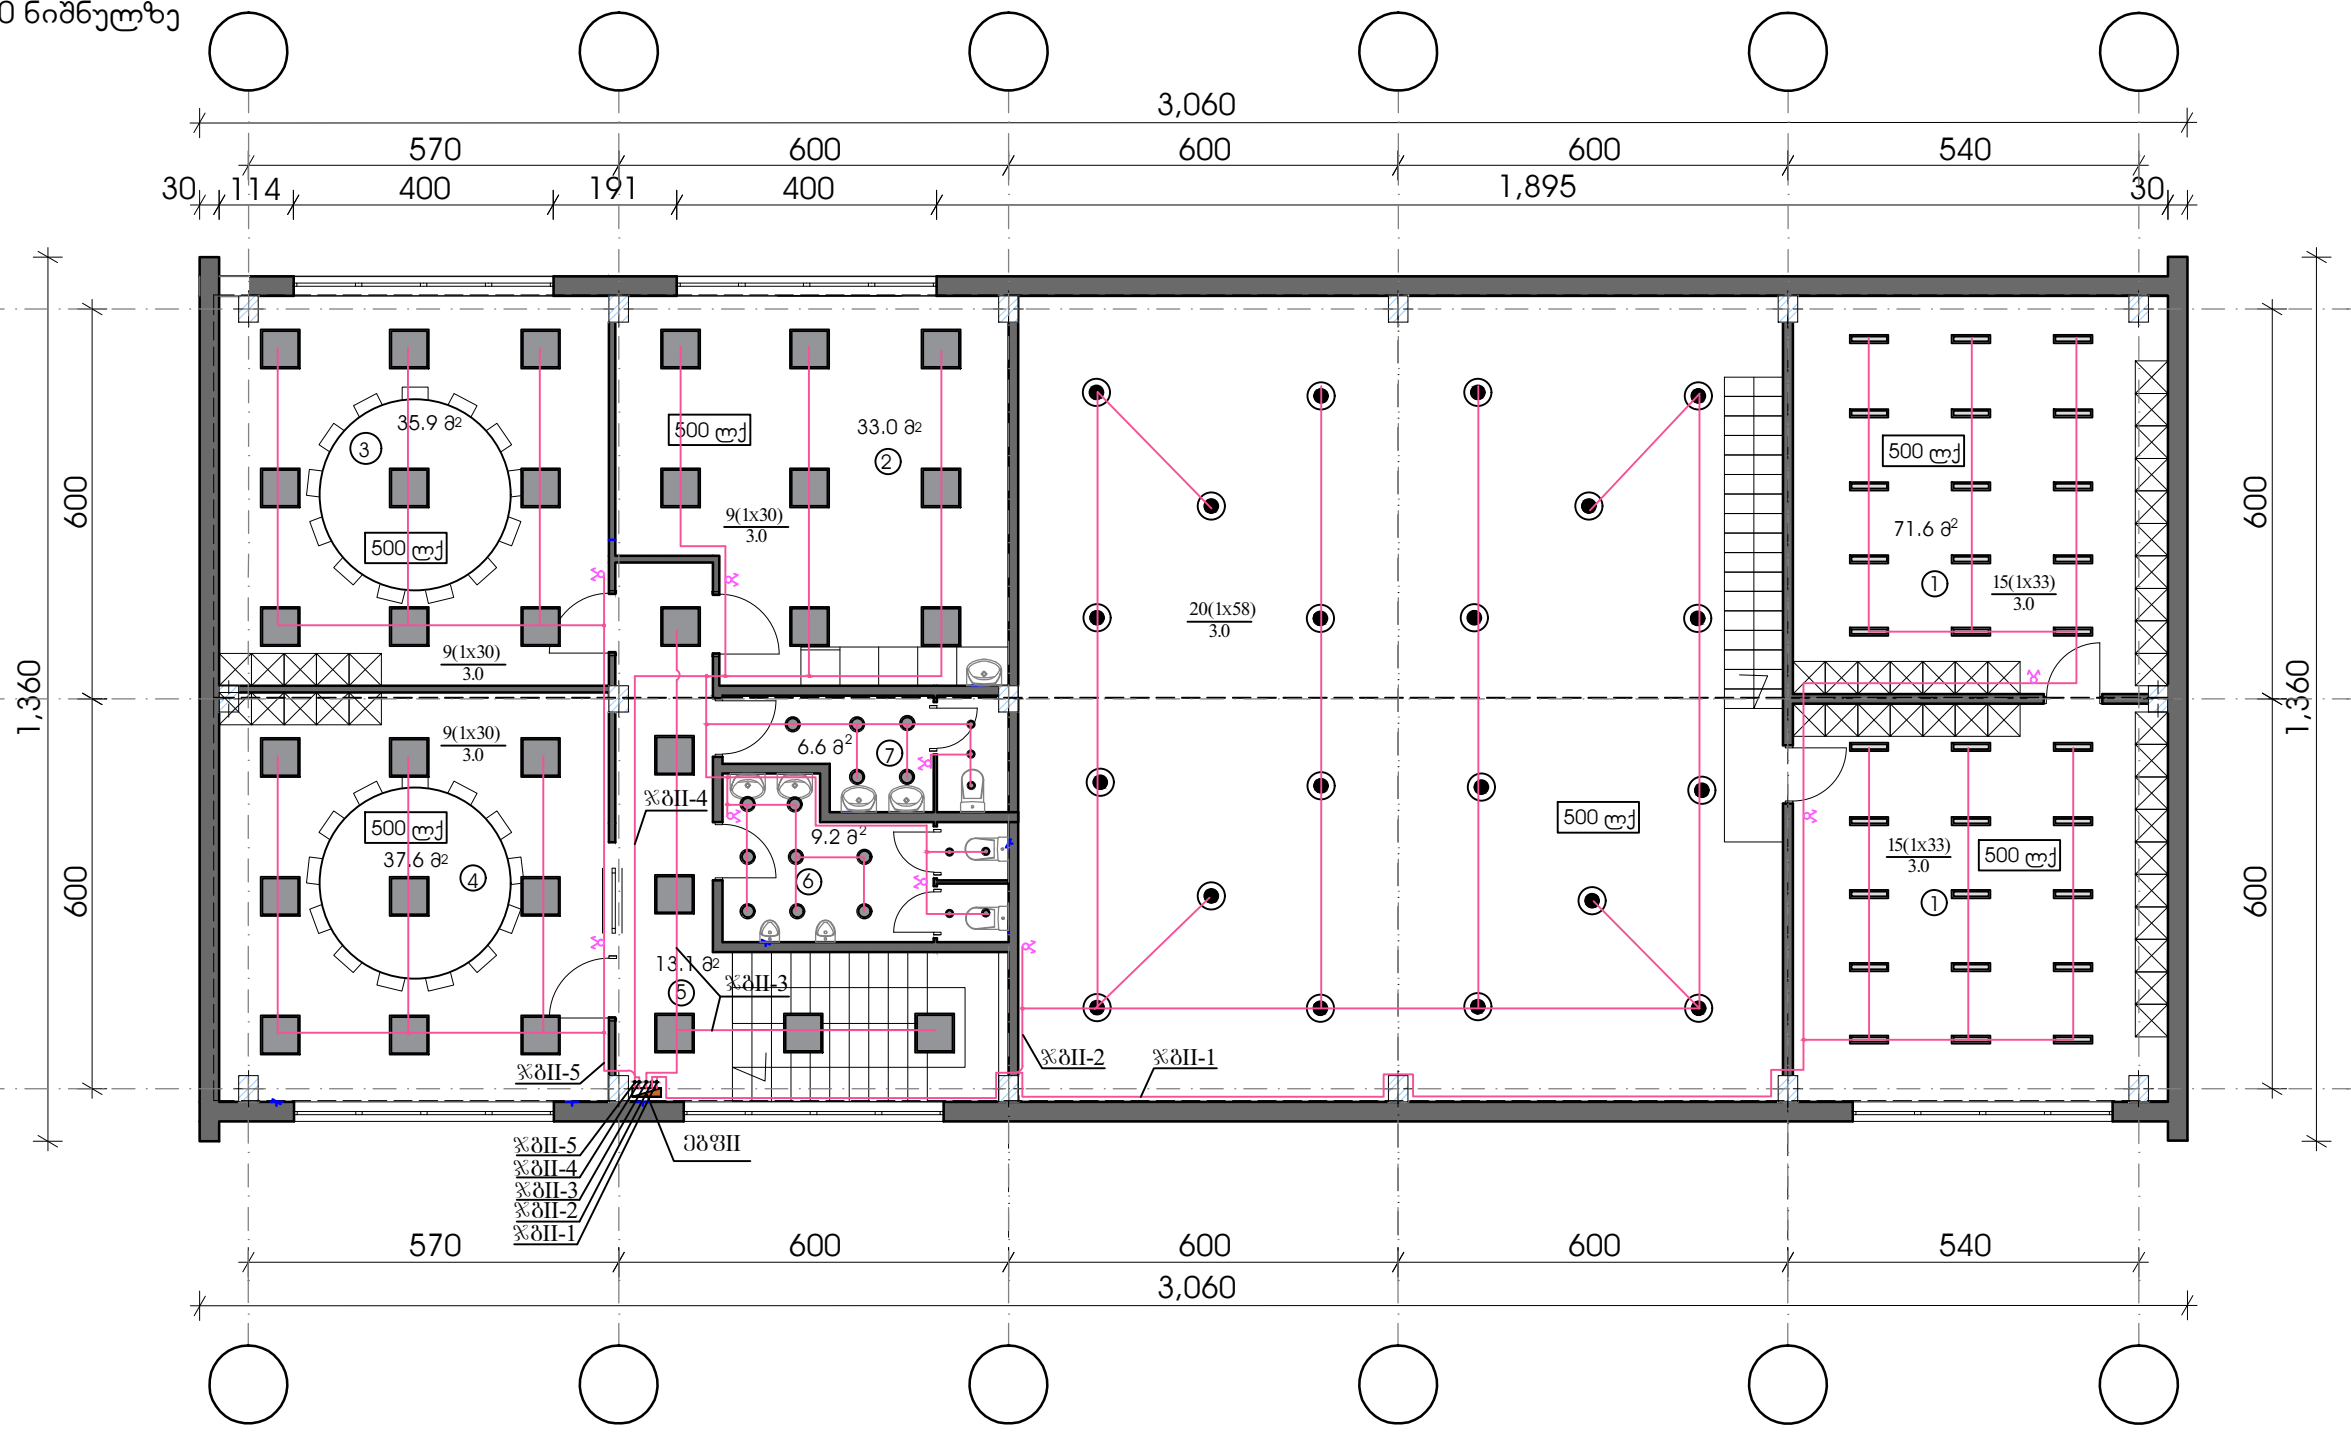 0 ნიშნულზე
3,060
570 600 600 600 540
30 114 400 191 400 1,895 30
1,360
600
600
600
600
1,360
35.9 მ2
3
500 ლქ
9(1x30)
3.0
500 ლქ
33.0 მ2
2
9(1x30)
3.0
20(1x58)
3.0
500 ლქ
71.6 მ2
1
15(1x33)
3.0
9(1x30)
3.0
500 ლქ
37.6 მ2
4
6.6 მ2
7
9.2 მ2
6
13.1 მ2
5
500 ლქ
15(1x33)
3.0
500 ლქ
1
ჯგII-4
ჯგII-3
ჯგII-5
ჯგII-2
ჯგII-1
ჯგII-5
ჯგII-4
ჯგII-3
ჯგII-2
ჯგII-1
ეგფII
570 600 600 600 540
3,060